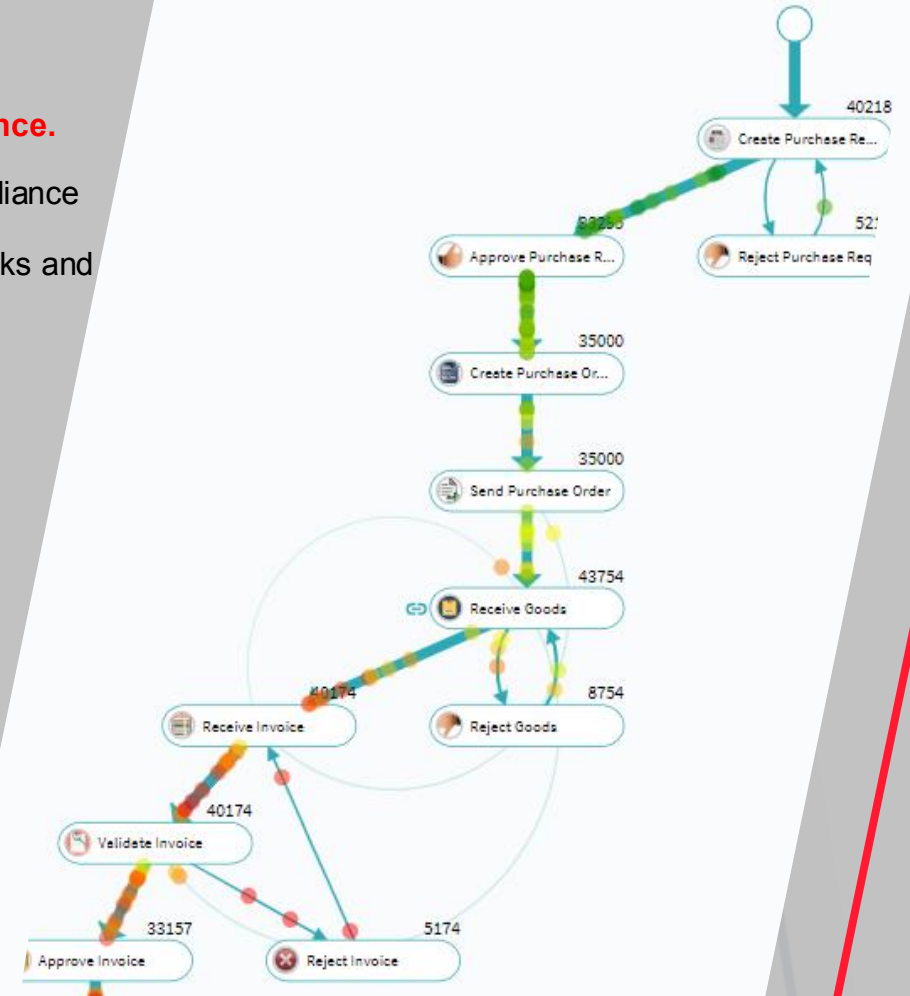 nce.
liance
ks and
40218
Create Purchase Re...
Approve Purchase R...
52
Reject Purchase Req
35000
Create Purchase Or...
35000
Send Purchase Order
43754
Receive Goods
40174
Receive Invoice
8754
Reject Goods
40174
Validate Invoice
33157
Approve Invoice
5174
Reject Invoice